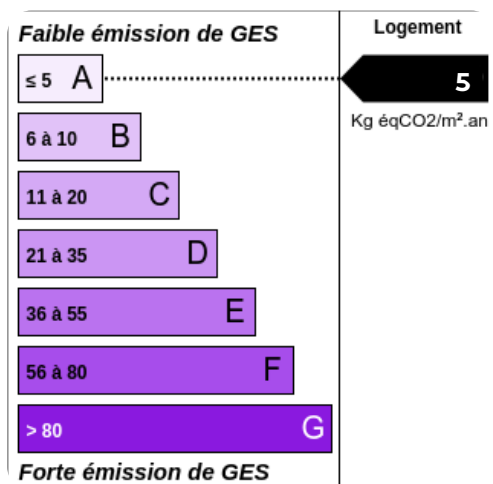 Faible émission de GES
Logement
≤ 5 A
5
Kg éqCO2/m².an
6 à 10 B
11 à 20 C
21 à 35 D
36 à 55 E
56 à 80 F
> 80 G
Forte émission de GES